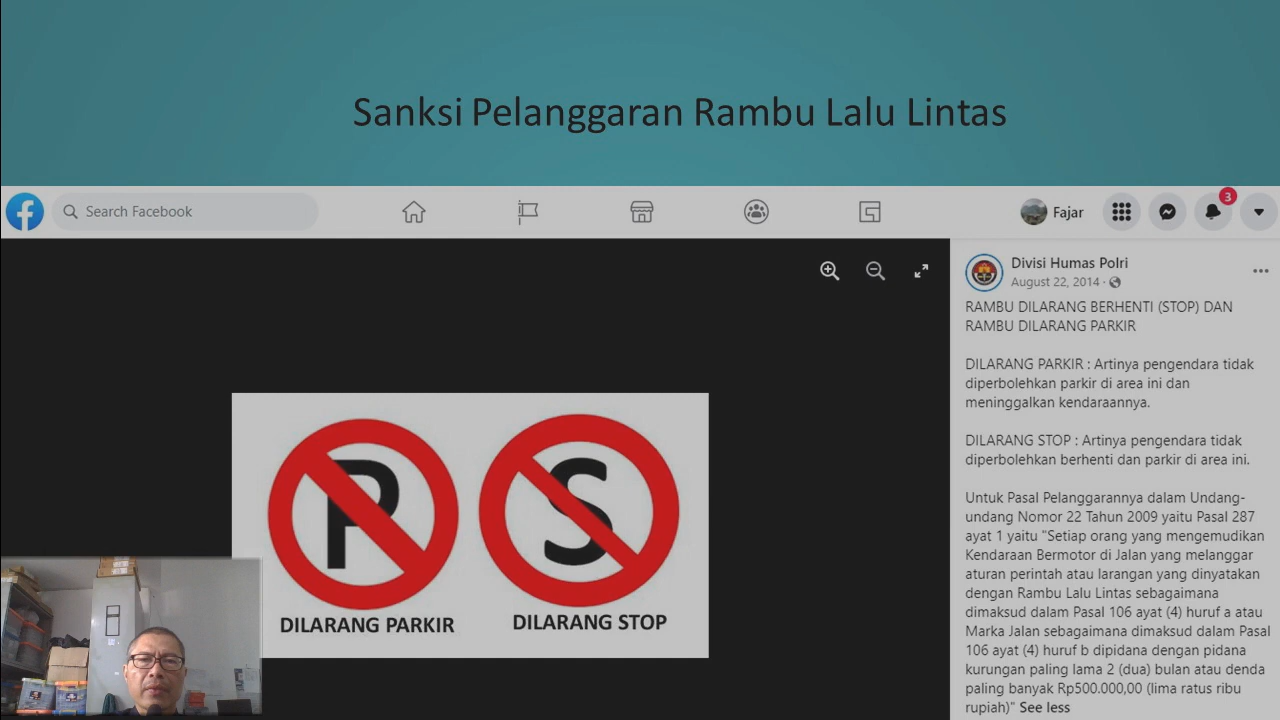 Sanksi Pelanggaran Rambu Lalu Lintas
Search Facebook
Fajar
3
Divisi Humas Polri
August 22, 2014 ·
RAMBU DILARANG BERHENTI (STOP) DAN
RAMBU DILARANG PARKIR
DILARANG PARKIR : Artinya pengendara tidak
diperbolehkan parkir di area ini dan
meninggalkan kendaraannya.
DILARANG STOP : Artinya pengendara tidak
diperbolehkan berhenti dan parkir di area ini.
Untuk Pasal Pelanggarannya dalam Undang-
undang Nomor 22 Tahun 2009 yaitu Pasal 287
ayat 1 yaitu "Setiap orang yang mengemudikan
Kendaraan Bermotor di Jalan yang melanggar
aturan perintah atau larangan yang dinyatakan
dengan Rambu Lalu Lintas sebagaimana
dimaksud dalam Pasal 106 ayat (4) huruf a atau
Marka Jalan sebagaimana dimaksud dalam Pasal
106 ayat (4) huruf b dipidana dengan pidana
kurungan paling lama 2 (dua) bulan atau denda
paling banyak Rp500.000,00 (lima ratus ribu
rupiah)" See less
P
S
DILARANG PARKIR
DILARANG STOP